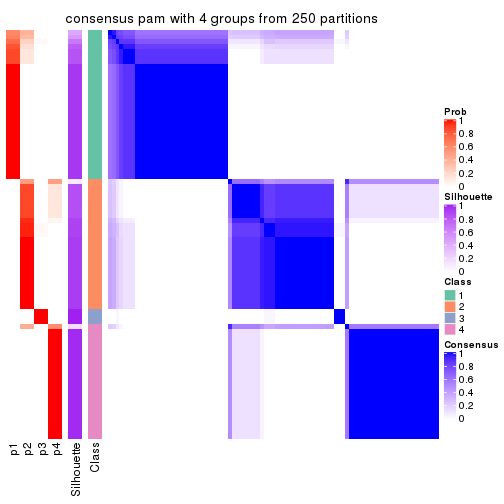 consensus pam with 4 groups from 250 partitions
Prob
1
0.8
0.6
0.4
0.2
0
Silhouette
1
0.8
0.6
0.4
0.2
0
Class
1
2
3
4
Consensus
1
0.8
0.6
0.4
0.2
0
p1
p2
p3
p4
Silhouette
Class